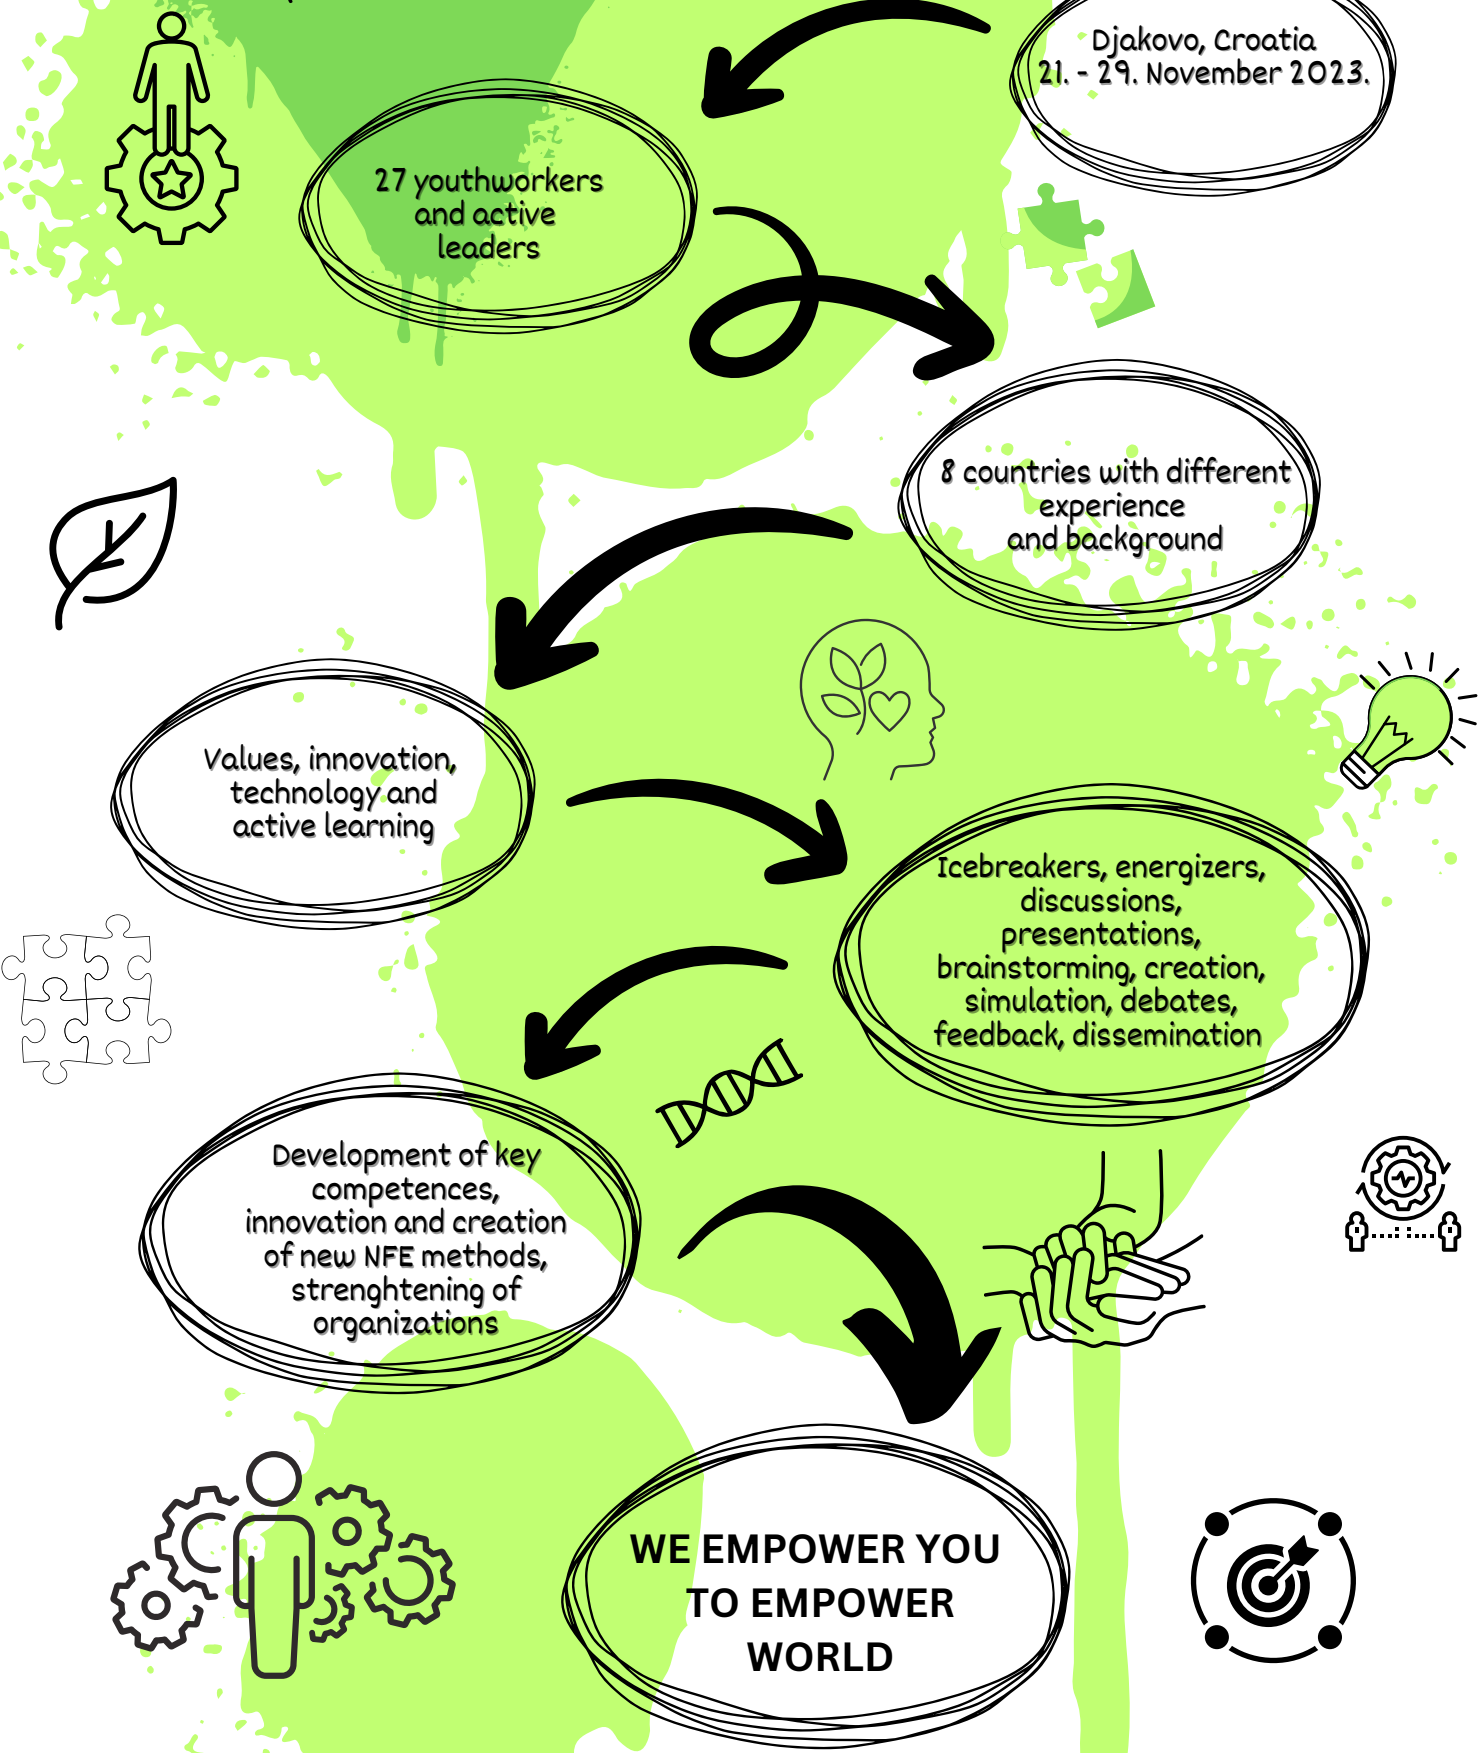 Djakovo, Croatia
21. - 29. November 2023.
27 youthworkers
and active
leaders
8 countries with different
experience
and background
Values, innovation,
technology and
active learning
Icebreakers, energizers,
discussions,
presentations,
brainstorming, creation,
simulation, debates,
feedback, dissemination
Development of key
competences,
innovation and creation
of new NFE methods,
strenghtening of
organizations
WE EMPOWER YOU
TO EMPOWER
WORLD